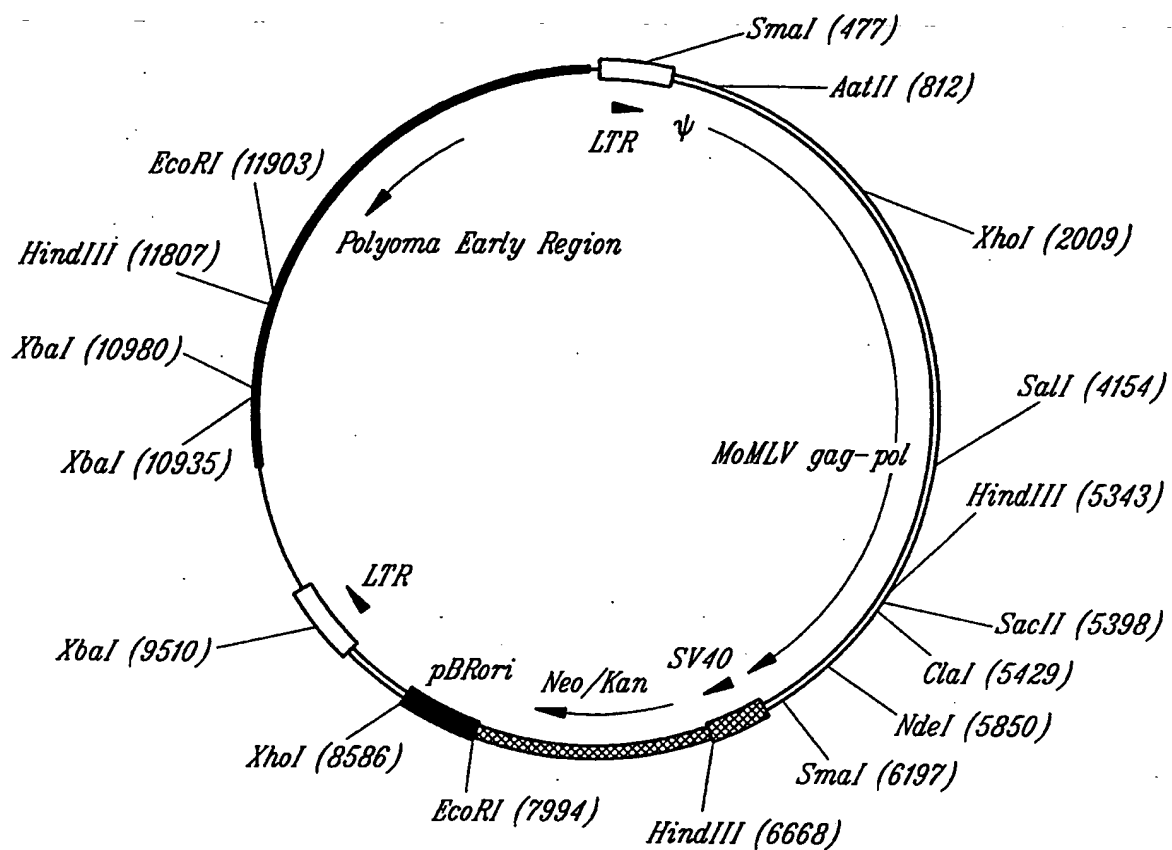 SmaI (477)
AatII (812)
LTR
ψ
EcoRI (11903)
Polyoma Early Region
XhoI (2009)
HindIII (11807)
XbaI (10980)
SalI (4154)
XbaI (10935)
MoMLV gag-pol
HindIII (5343)
LTR
SacII (5398)
XbaI (9510)
SV40
pBRori
Neo/Kan
ClaI (5429)
NdeI (5850)
XhoI (8586)
SmaI (6197)
EcoRI (7994)
HindIII (6668)